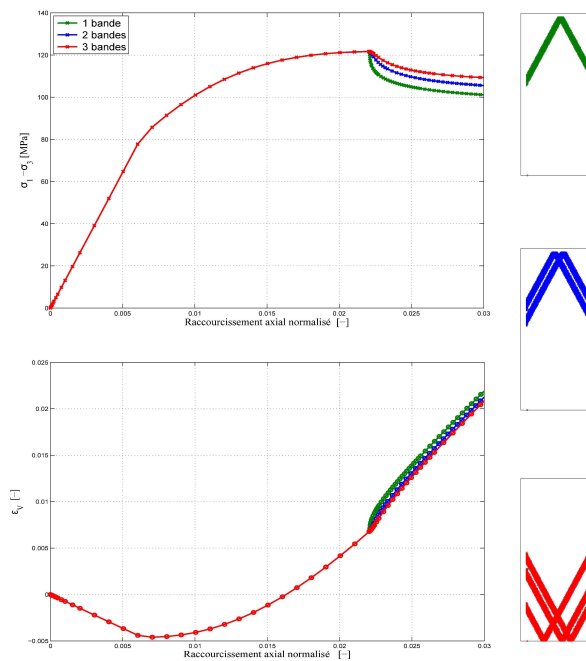 140
120
100
80
60
40
20
0
σ1 −σ3 [MPa]
1 bande
2 bandes
3 bandes
0 0.005 0.01 0.015 0.02 0.025 0.03
Raccourcissement axial normalisé [−]
0.025
0.02
0.015
0.01
0.005
0
−0.005
εV [−]
0 0.005 0.01 0.015 0.02 0.025 0.03
Raccourcissement axial normalisé [−]